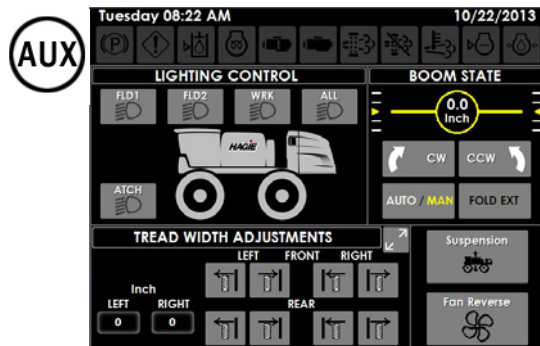 AUX
Tuesday 08:22 AM 10/22/2013
(P)
LIGHTING CONTROL
FLD1 FLD2 WRK ALL
HAGIE
ATCH
BOOM STATE
0.0
Inch
CW CCW
AUTO / MAN FOLD EXT
TREAD WIDTH ADJUSTMENTS
LEFT FRONT RIGHT
Inch
LEFT RIGHT
REAR
0 0
Suspension
Fan Reverse